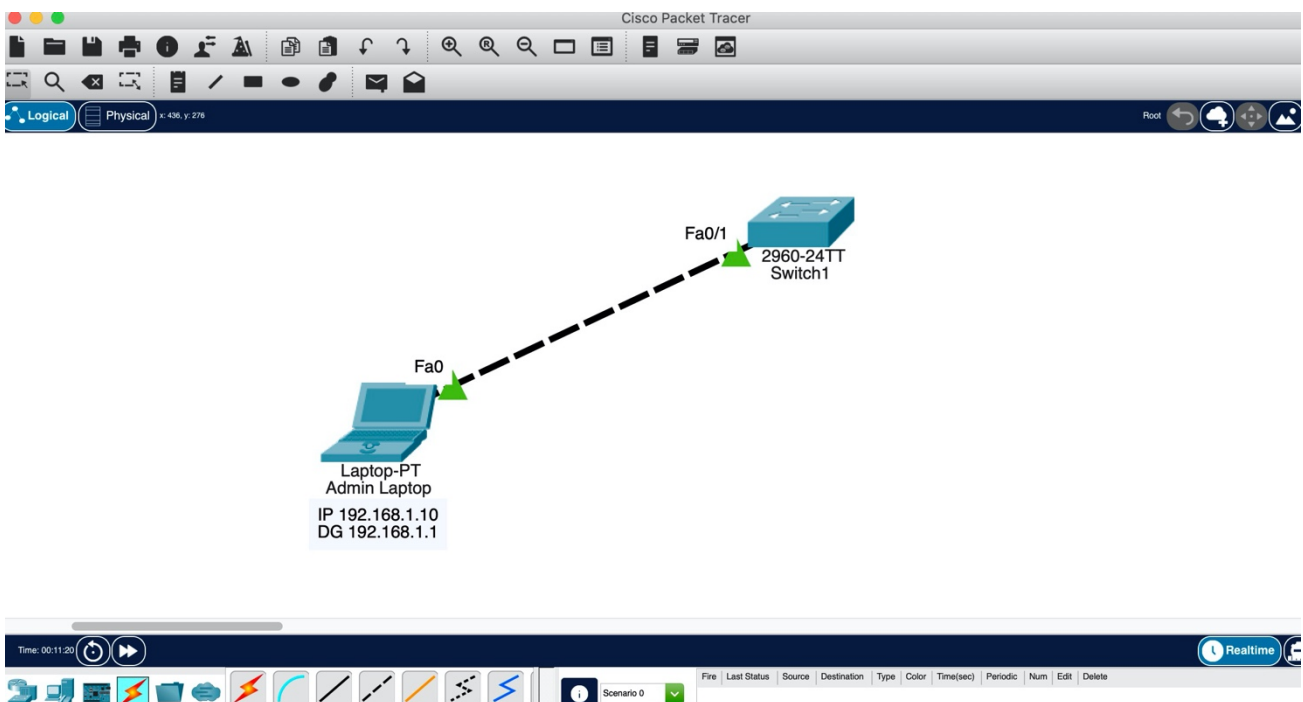 Cisco Packet Tracer
Logical
Physical
x: 436, y: 276
Root
Fa0/1
2960-24TT
Switch1
Fa0
Laptop-PT
Admin Laptop
IP 192.168.1.10
DG 192.168.1.1
Time: 00:11:20
Realtime
Scenario 0
Fire Last Status Source Destination Type Color Time(sec) Periodic Num Edit Delete